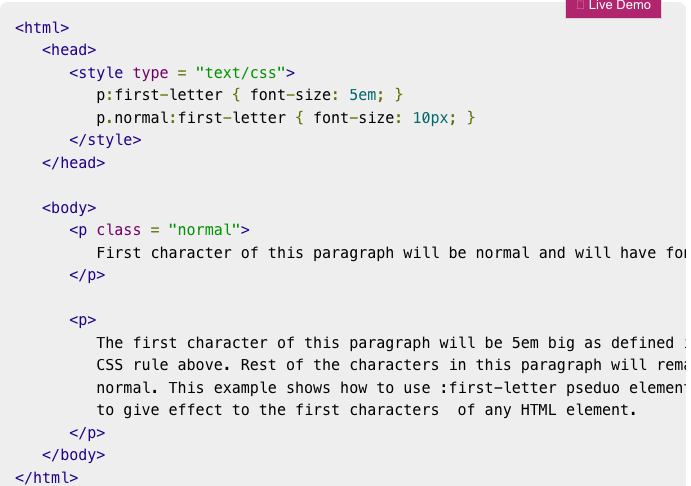 Live Demo
<html>
<head>
<style type = "text/css">
p:first-letter { font-size: 5em; }
p.normal:first-letter { font-size: 10px; }
</style>
</head>
<body>
<p class = "normal">
First character of this paragraph will be normal and will have
</p>
<p>
The first character of this paragraph will be 5em big as defined
CSS rule above. Rest of the characters in this paragraph will
normal. This example shows how to use :first-letter pseduo element
to give effect to the first characters  of any HTML element.
</p>
</body>
</html>